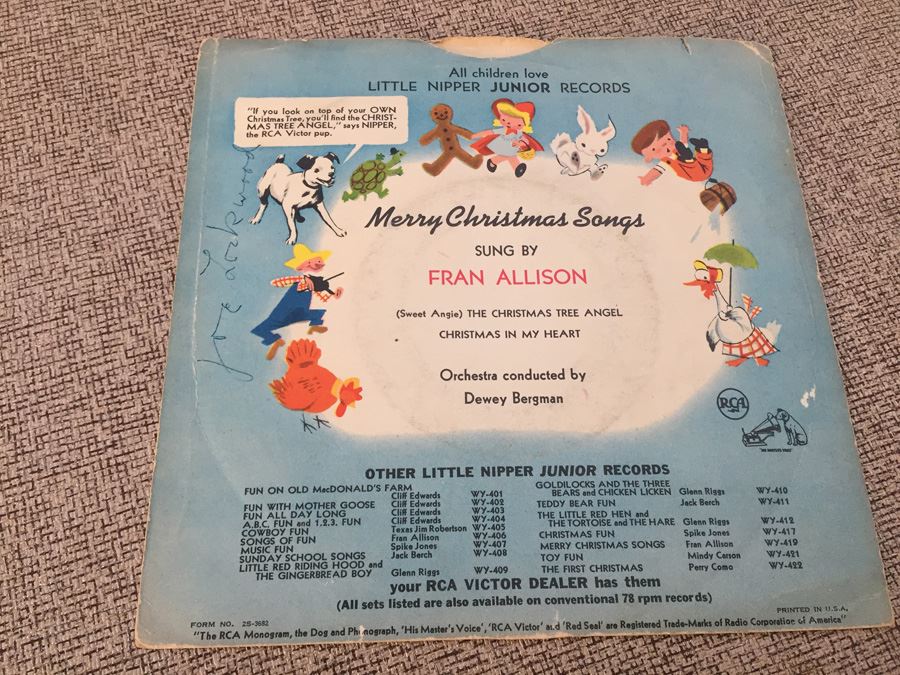 All children love
LITTLE NIPPER JUNIOR RECORDS
"If you look on top of your OWN
Christmas Tree, you'll find the CHRIST-
MAS TREE ANGEL," says NIPPER,
the RCA Victor pup.
Lockwood
Merry Christmas Songs
SUNG BY
FRAN ALLISON
(Sweet Angie) THE CHRISTMAS TREE ANGEL
CHRISTMAS IN MY HEART
Orchestra conducted by
Dewey Bergman
RCA
"HIS MASTER'S VOICE"
OTHER LITTLE NIPPER JUNIOR RECORDS
FUN ON OLD MacDONALD'S FARM Cliff Edwards WY-401
FUN WITH MOTHER GOOSE Cliff Edwards WY-402
FUN ALL DAY LONG Cliff Edwards WY-403
A.B.C. FUN and 1.2.3. FUN Cliff Edwards WY-404
COWBOY FUN Texas Jim Robertson WY-405
SONGS OF FUN Fran Allison WY-406
MUSIC FUN Spike Jones WY-407
SUNDAY SCHOOL SONGS Jack Berch WY-408
LITTLE RED RIDING HOOD and
THE GINGERBREAD BOY Glenn Riggs WY-409
GOLDILOCKS AND THE THREE
BEARS and CHICKEN LICKEN Glenn Riggs WY-410
TEDDY BEAR FUN Jack Berch WY-411
THE LITTLE RED HEN and
THE TORTOISE and THE HARE Glenn Riggs WY-412
CHRISTMAS FUN Spike Jones WY-417
MERRY CHRISTMAS SONGS Fran Allison WY-419
TOY FUN Mindy Carson WY-421
THE FIRST CHRISTMAS Perry Como WY-422
your RCA VICTOR DEALER has them
(All sets listed are also available on conventional 78 rpm records)
FORM NO. 2S-3682
PRINTED IN U.S.A.
"The RCA Monogram, the Dog and Phonograph, 'His Master's Voice', 'RCA Victor' and 'Red Seal' are Registered Trade-Marks of Radio Corporation of America"